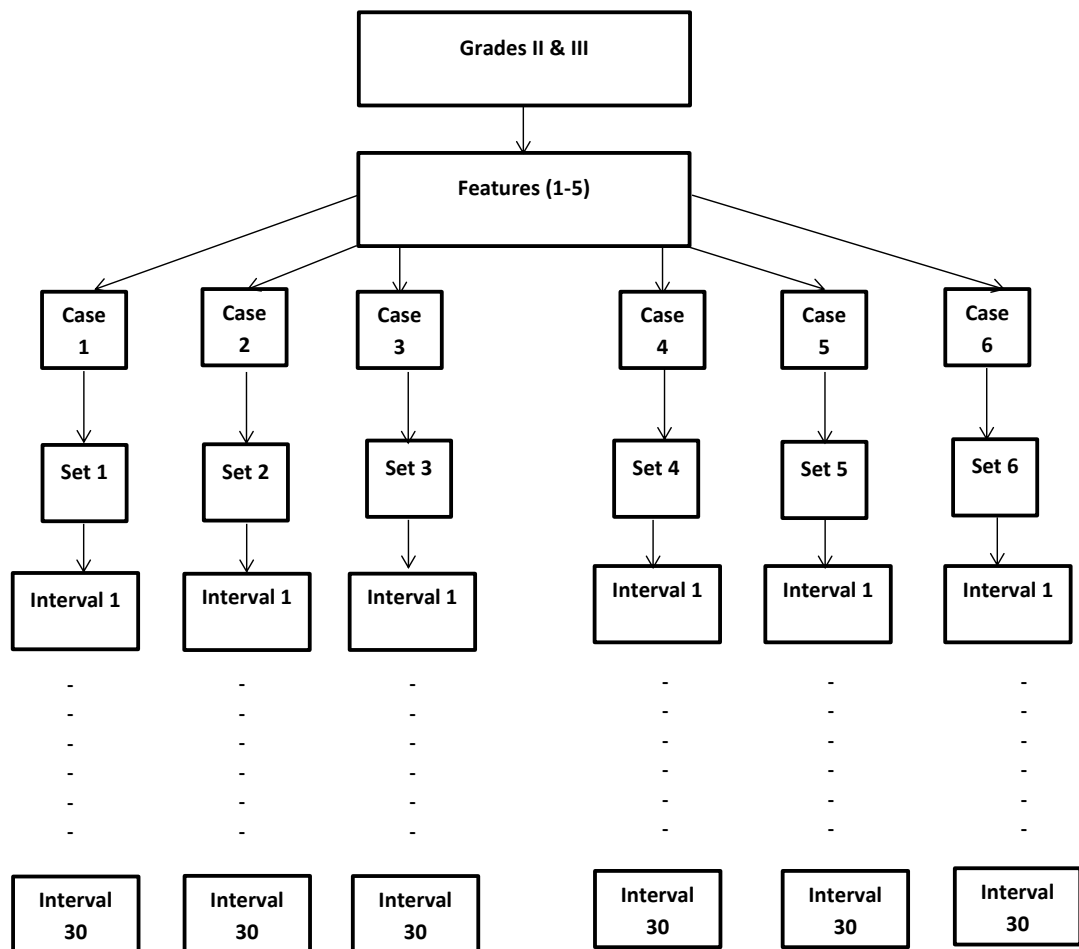 Grades II & III
Features (1-5)
Case
1
Case
2
Case
3
Case
4
Case
5
Case
6
Set 1
Set 2
Set 3
Set 4
Set 5
Set 6
Interval 1
Interval 1
Interval 1
Interval 1
Interval 1
Interval 1
- - - - - -
- - - - - -
- - - - - -
- - - - - -
- - - - - -
- - - - - -
Interval
30
Interval
30
Interval
30
Interval
30
Interval
30
Interval
30